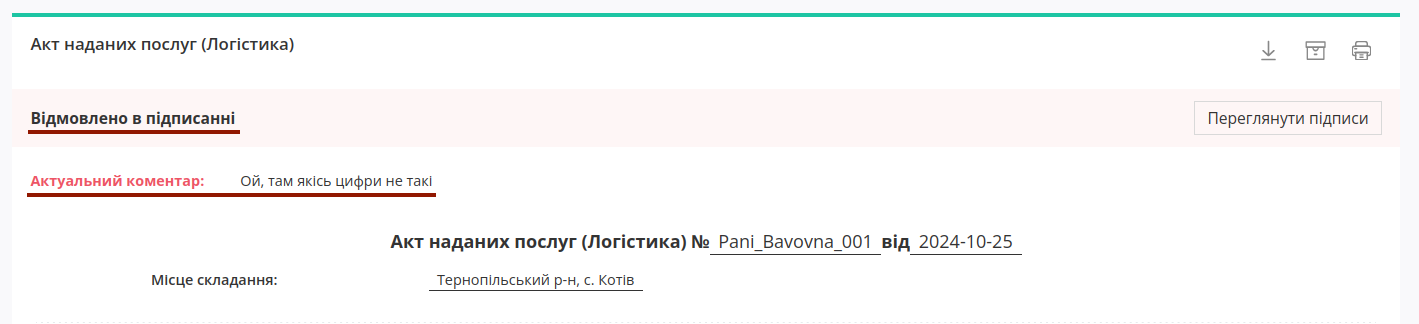 Акт наданих послуг (Логістика)
Відмовлено в підписанні
Переглянути підписи
Актуальний коментар: Ой, там якісь цифри не такі
Акт наданих послуг (Логістика) № Pani_Bavovna_001 від 2024-10-25
Місце складання: Тернопільський р-н, с. Котів